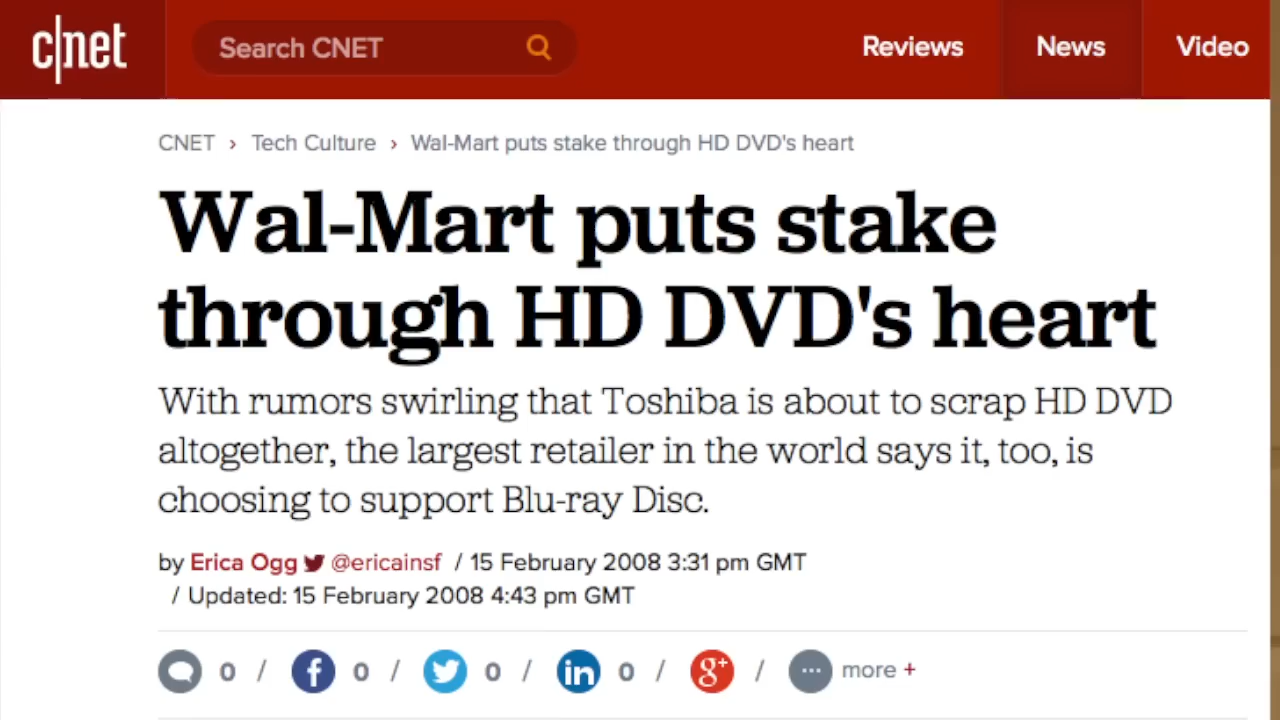 c|net
Search CNET
Reviews
News
Video
CNET › Tech Culture › Wal-Mart puts stake through HD DVD's heart
Wal-Mart puts stake
through HD DVD's heart
With rumors swirling that Toshiba is about to scrap HD DVD
altogether, the largest retailer in the world says it, too, is
choosing to support Blu-ray Disc.
by Erica Ogg @ericainsf / 15 February 2008 3:31 pm GMT
/ Updated: 15 February 2008 4:43 pm GMT
0 / f 0 / 0 / in 0 / g+ / ... more +